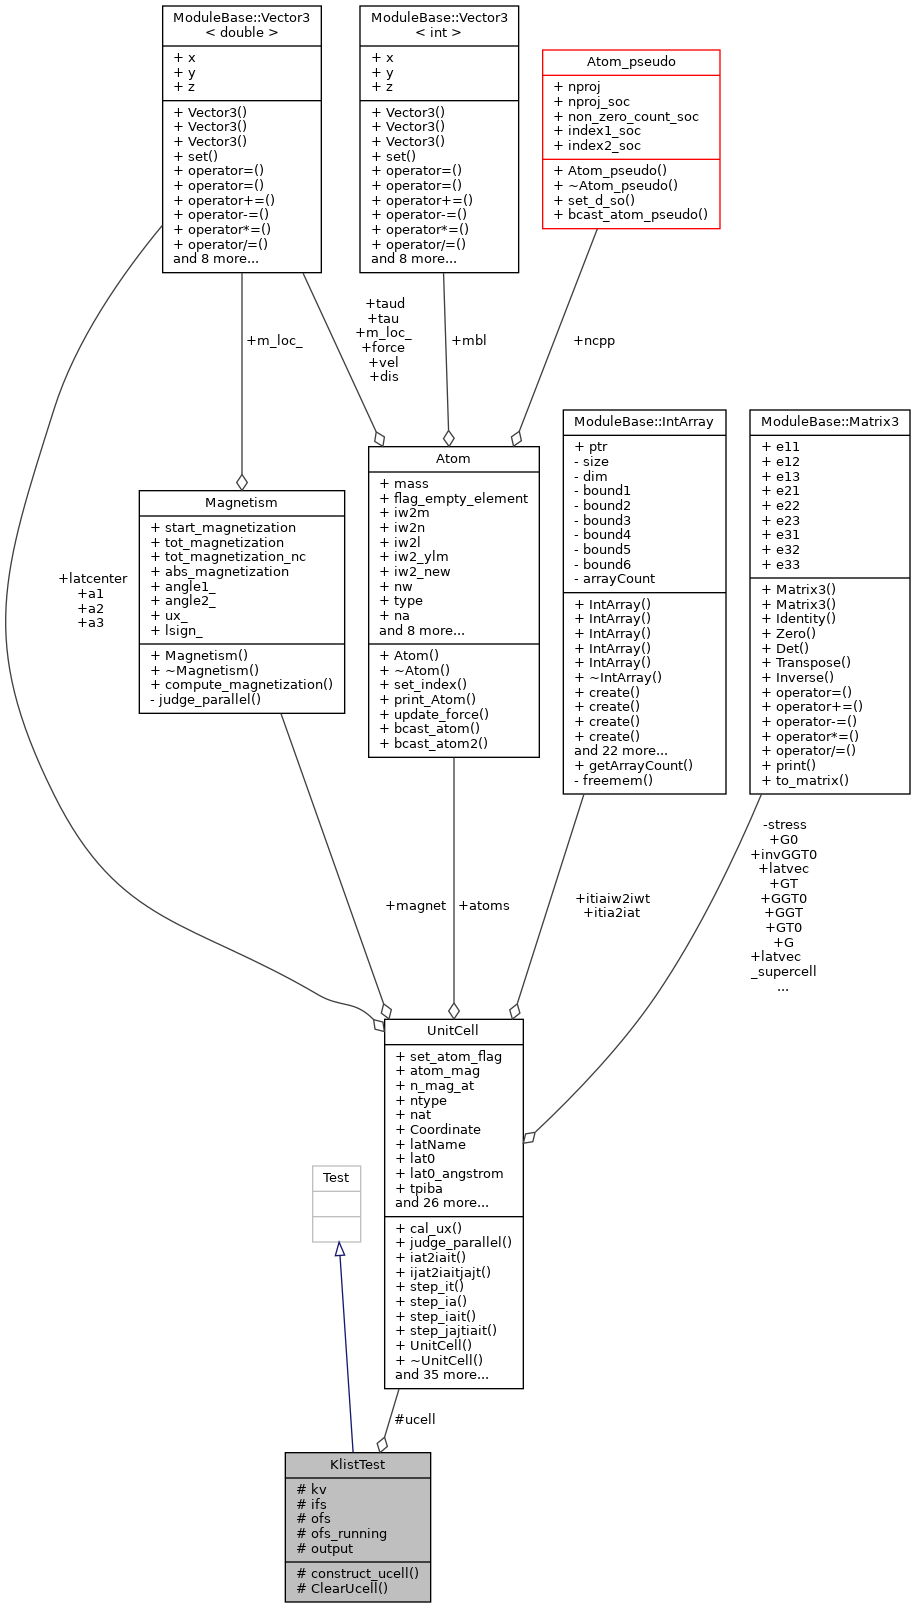 ModuleBase::Vector3
< double >
+ x
+ y
+ z
+ Vector3()
+ Vector3()
+ Vector3()
+ set()
+ operator=()
+ operator=()
+ operator+=()
+ operator-=()
+ operator*=()
+ operator/=()
and 8 more...
ModuleBase::Vector3
< int >
+ x
+ y
+ z
+ Vector3()
+ Vector3()
+ Vector3()
+ set()
+ operator=()
+ operator=()
+ operator+=()
+ operator-=()
+ operator*=()
+ operator/=()
and 8 more...
Atom_pseudo
+ nproj
+ nproj_soc
+ non_zero_count_soc
+ index1_soc
+ index2_soc
+ Atom_pseudo()
+ ~Atom_pseudo()
+ set_d_so()
+ bcast_atom_pseudo()
+m_loc_
+taud
+tau
+m_loc_
+force
+vel
+dis
+mbl
+ncpp
Magnetism
+ start_magnetization
+ tot_magnetization
+ tot_magnetization_nc
+ abs_magnetization
+ angle1_
+ angle2_
+ ux_
+ lsign_
+ Magnetism()
+ ~Magnetism()
+ compute_magnetization()
- judge_parallel()
Atom
+ mass
+ flag_empty_element
+ iw2m
+ iw2n
+ iw2l
+ iw2_ylm
+ iw2_new
+ nw
+ type
+ na
and 8 more...
+ Atom()
+ ~Atom()
+ set_index()
+ print_Atom()
+ update_force()
+ bcast_atom()
+ bcast_atom2()
ModuleBase::IntArray
+ ptr
- size
- dim
- bound1
- bound2
- bound3
- bound4
- bound5
- bound6
- arrayCount
+ IntArray()
+ IntArray()
+ IntArray()
+ IntArray()
+ IntArray()
+ ~IntArray()
+ create()
+ create()
+ create()
+ create()
and 22 more...
+ getArrayCount()
- freemem()
ModuleBase::Matrix3
+ e11
+ e12
+ e13
+ e21
+ e22
+ e23
+ e31
+ e32
+ e33
+ Matrix3()
+ Matrix3()
+ Identity()
+ Zero()
+ Det()
+ Transpose()
+ Inverse()
+ operator=()
+ operator+=()
+ operator-=()
+ operator*=()
+ operator/=()
+ print()
+ to_matrix()
+latcenter
+a1
+a2
+a3
+magnet
+atoms
+itiaiw2iwt
+itia2iat
-stress
+G0
+invGGT0
+latvec
+GT
+GGT0
+GGT
+GT0
+G
+latvec
_supercell
...
UnitCell
+ set_atom_flag
+ atom_mag
+ n_mag_at
+ ntype
+ nat
+ Coordinate
+ latName
+ lat0
+ lat0_angstrom
+ tpiba
and 26 more...
+ cal_ux()
+ judge_parallel()
+ iat2iait()
+ ijat2iaitjajt()
+ step_it()
+ step_ia()
+ step_iait()
+ step_jajtiait()
+ UnitCell()
+ ~UnitCell()
and 35 more...
Test
#ucell
KlistTest
# kv
# ifs
# ofs
# ofs_running
# output
# construct_ucell()
# ClearUcell()